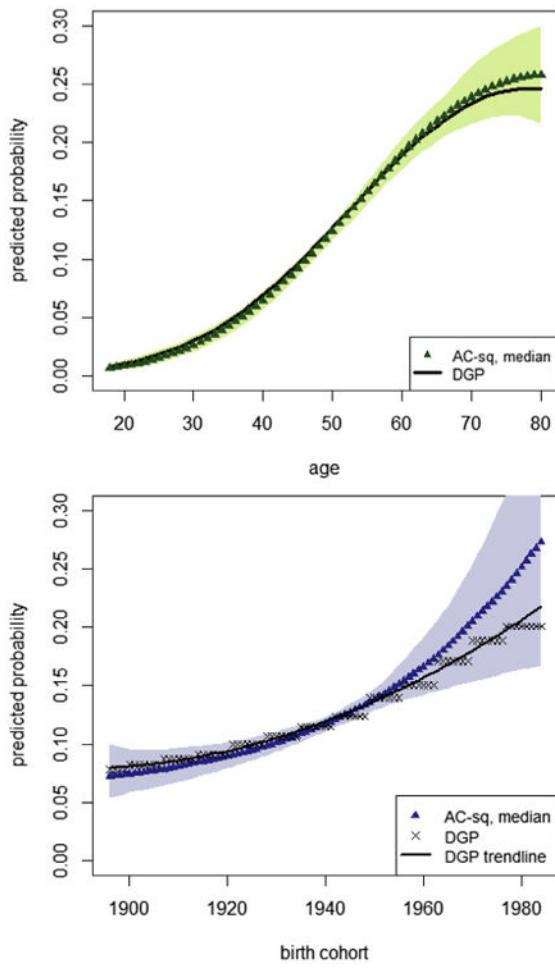 0.30
0.25
0.20
0.15
0.10
0.05
0.00
predicted probability
AC-sq, median
DGP
20 30 40 50 60 70 80
age
0.30
0.25
0.20
0.15
0.10
0.05
0.00
predicted probability
AC-sq, median
DGP
DGP trendline
1900 1920 1940 1960 1980
birth cohort